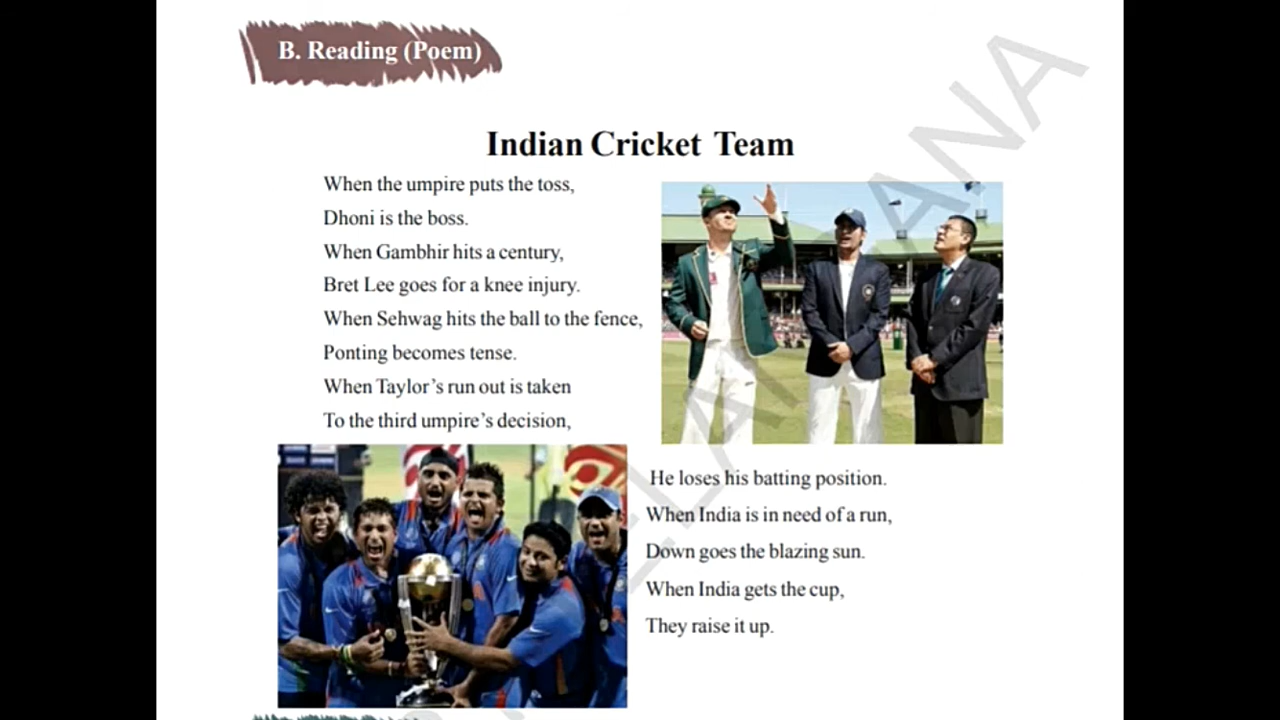 B. Reading (Poem)
Indian Cricket Team
When the umpire puts the toss,
Dhoni is the boss.
When Gambhir hits a century,
Bret Lee goes for a knee injury.
When Sehwag hits the ball to the fence,
Ponting becomes tense.
When Taylor's run out is taken
To the third umpire's decision,
He loses his batting position.
When India is in need of a run,
Down goes the blazing sun.
When India gets the cup,
They raise it up.